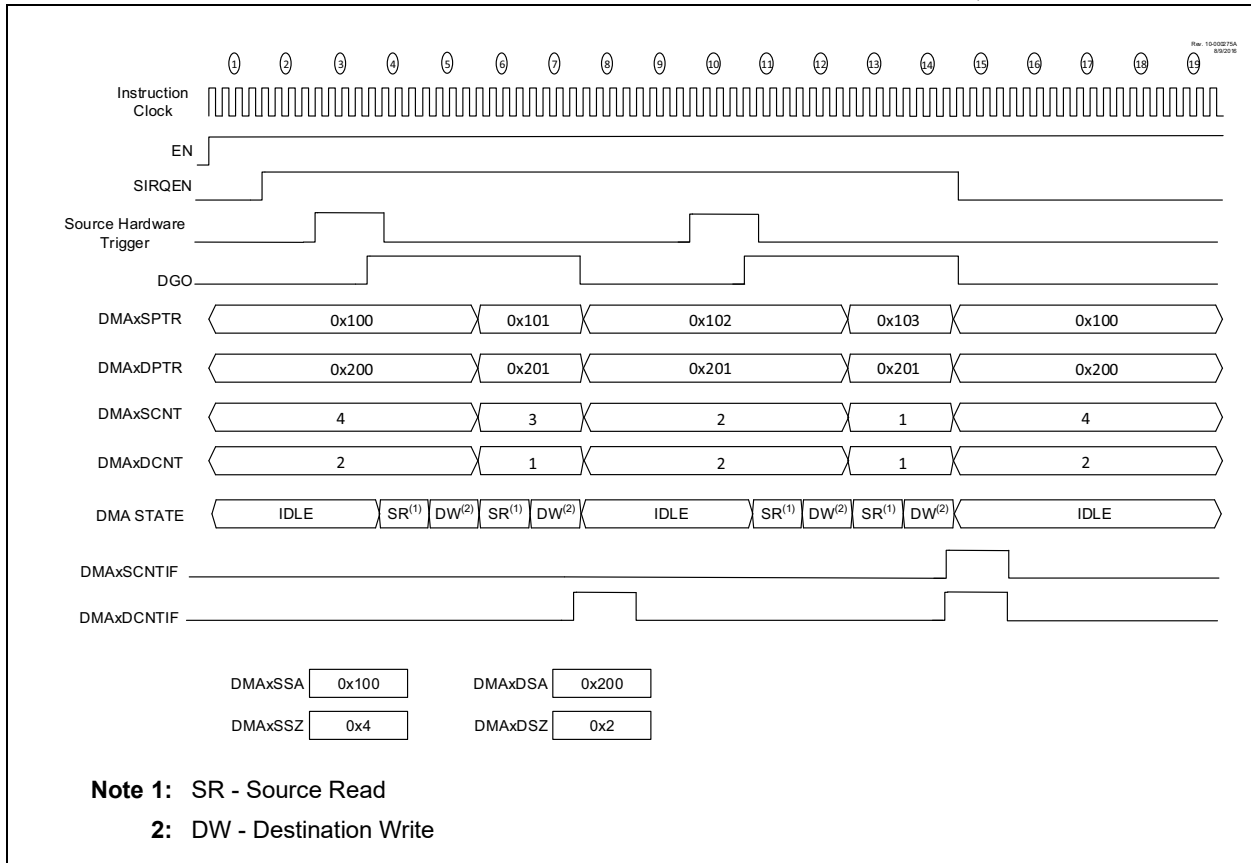 Rev. 10-000275A
8/9/2016
1 2 3 4 5 6 7 8 9 10 11 12 13 14 15 16 17 18 19
Instruction
Clock
EN
SIRQEN
Source Hardware
Trigger
DGO
DMAxSPTR 0x100 0x101 0x102 0x103 0x100
DMAxDPTR 0x200 0x201 0x201 0x201 0x200
DMAxSCNT 4 3 2 1 4
DMAxDCNT 2 1 2 1 2
DMA STATE IDLE SR(1) DW(2) SR(1) DW(2) IDLE SR(1) DW(2) SR(1) DW(2) IDLE
DMAxSCNTIF
DMAxDCNTIF
DMAxSSA 0x100 DMAxDSA 0x200
DMAxSSZ 0x4 DMAxDSZ 0x2
Note 1: SR - Source Read
2: DW - Destination Write